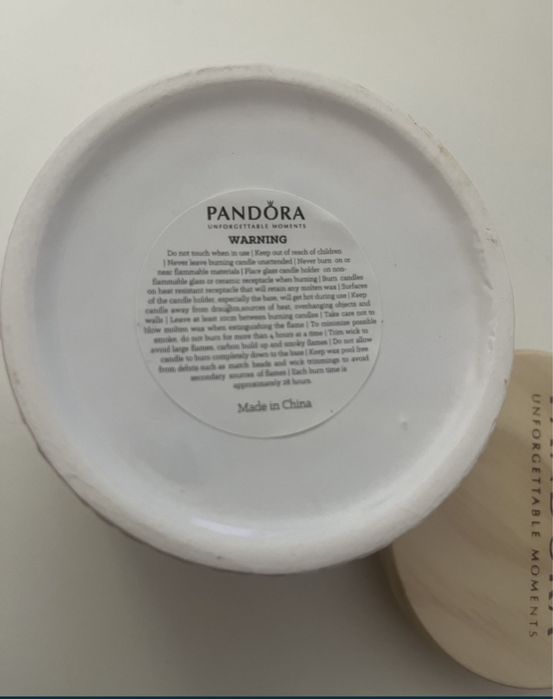 PANDORA
UNFORGETTABLE MOMENTS
WARNING
Do not touch when in use | Keep out of reach of children
| Never leave burning candle unattended | Never burn on or
near flammable materials | Place glass candle holder on non-
flammable glass or ceramic receptacle when burning | Burn candles
on heat resistant receptacle that will retain any molten wax | Surfaces
of the candle holder, especially the base, will get hot during use | Keep
candle away from draughts,sources of heat, overhanging objects and
walls | Leave at least 10cm between burning candles | Take care not to
blow molten wax when extinguishing the flame | To minimize possible
smoke, do not burn for more than 4 hours at a time | Trim wick to
avoid large flames, carbon build up and smoky flames | Do not allow
candle to burn completely down to the base | Keep wax pool free
from debris such as match heads and wick trimmings to avoid
secondary sources of flames | Each burn time is
approximately 28 hours
Made in China
UNFORGETTABLE MOMENTS